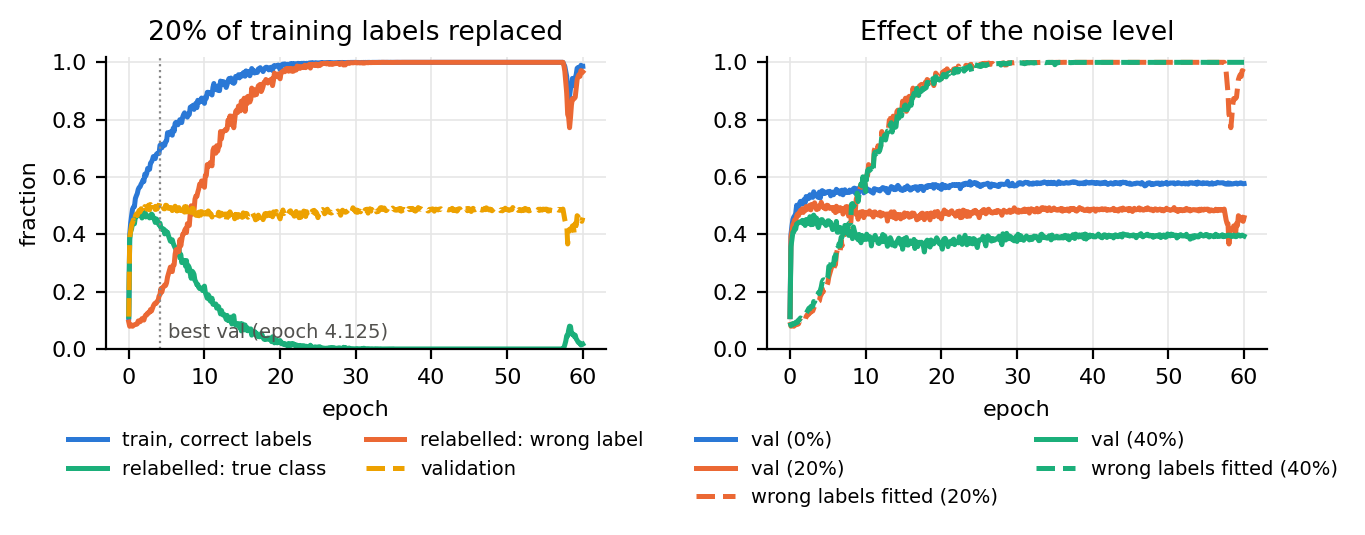 20% of training labels replaced
1.0
0.8
0.6
0.4
0.2
0.0
fraction
best val (epoch 4.125)
0 10 20 30 40 50 60
epoch
train, correct labels
relabelled: true class
relabelled: wrong label
validation
Effect of the noise level
1.0
0.8
0.6
0.4
0.2
0.0
0 10 20 30 40 50 60
epoch
val (0%)
val (20%)
wrong labels fitted (20%)
val (40%)
wrong labels fitted (40%)